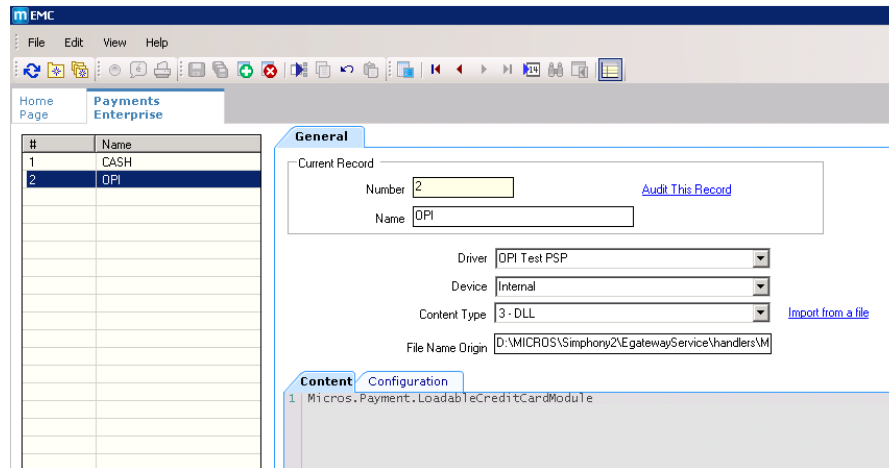 m EMC
File Edit View Help
14
Home Page
Payments Enterprise
# Name
1 CASH
2 OPI
General
Current Record
Number 2 Audit This Record
Name OPI
Driver OPI Test PSP
Device Internal
Content Type 3 - DLL Import from a file
File Name Origin D:\MICROS\Simphony2\EgatewayService\handlers\M
Content Configuration
1 Micros.Payment.LoadableCreditCardModule